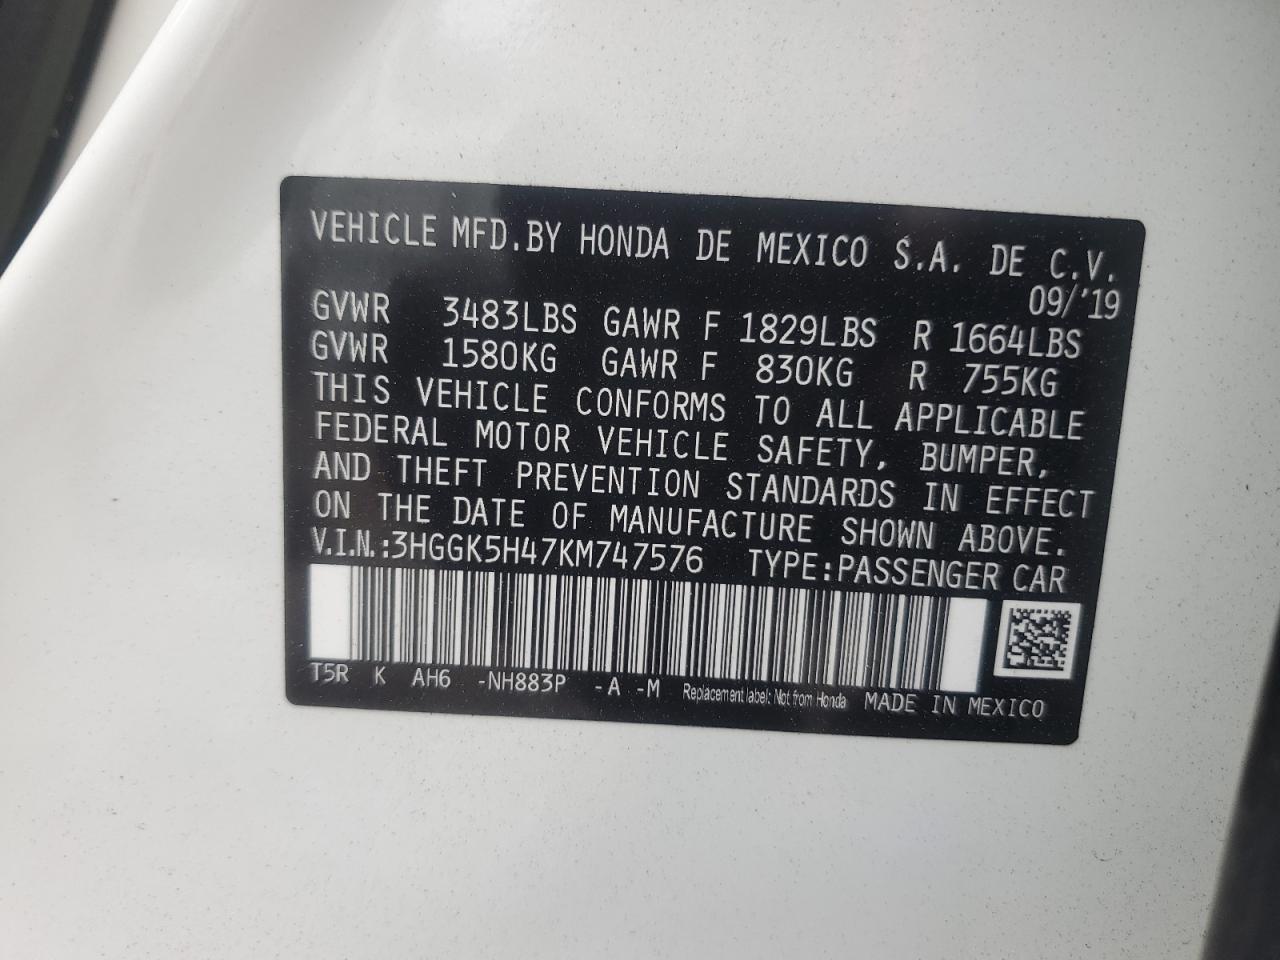 VEHICLE MFD.BY HONDA DE MEXICO S.A. DE C.V.
09/'19
GVWR 3483LBS GAWR F 1829LBS R 1664LBS
GVWR 1580KG GAWR F 830KG R 755KG
THIS VEHICLE CONFORMS TO ALL APPLICABLE
FEDERAL MOTOR VEHICLE SAFETY, BUMPER,
AND THEFT PREVENTION STANDARDS IN EFFECT
ON THE DATE OF MANUFACTURE SHOWN ABOVE.
V.I.N.:3HGGK5H47KM747576 TYPE:PASSENGER CAR
T5R K AH6 -NH883P -A -M Replacement label: Not from Honda MADE IN MEXICO